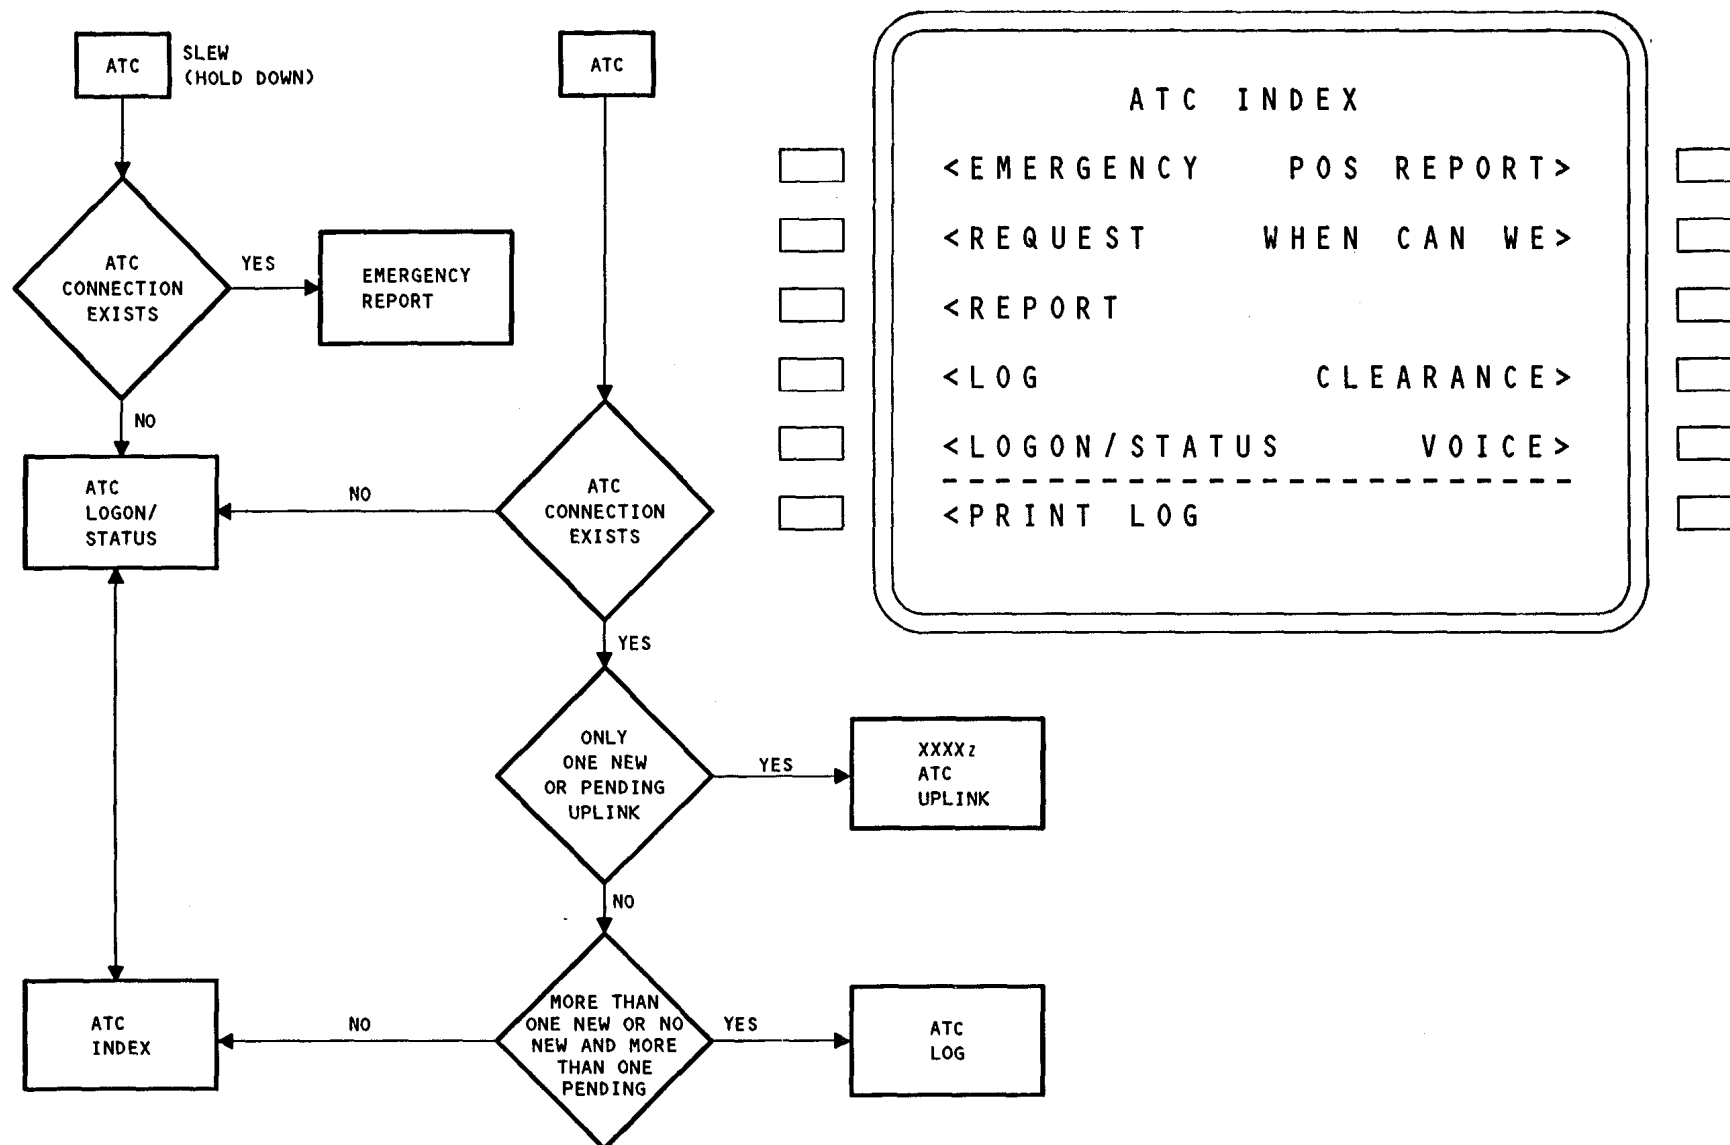 ATC
SLEW
(HOLD DOWN)
ATC
CONNECTION
EXISTS
YES
EMERGENCY
REPORT
NO
ATC
LOGON/
STATUS
ATC
NO
ATC
CONNECTION
EXISTS
YES
ONLY
ONE NEW
OR PENDING
UPLINK
YES
XXXXz
ATC
UPLINK
NO
MORE THAN
ONE NEW OR NO
NEW AND MORE
THAN ONE
PENDING
YES
ATC
LOG
NO
ATC
INDEX
ATC INDEX
<EMERGENCY POS REPORT>
<REQUEST WHEN CAN WE>
<REPORT
<LOG CLEARANCE>
<LOGON/STATUS VOICE>
------------------------
<PRINT LOG